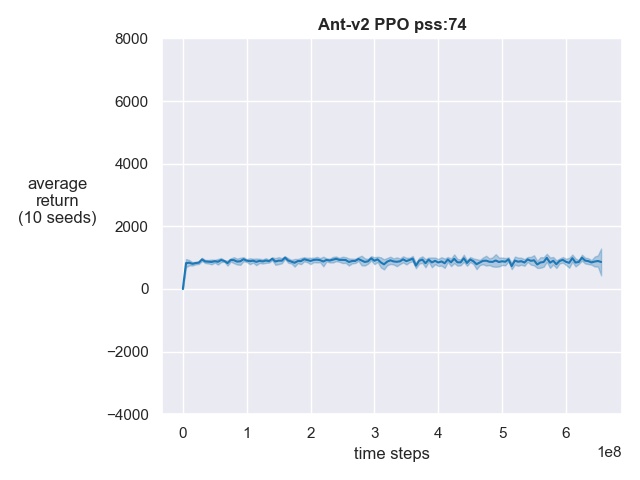 Ant-v2 PPO pss:74
8000
6000
4000
2000
0
−2000
−4000
average
return
(10 seeds)
0 1 2 3 4 5 6
1e8
time steps